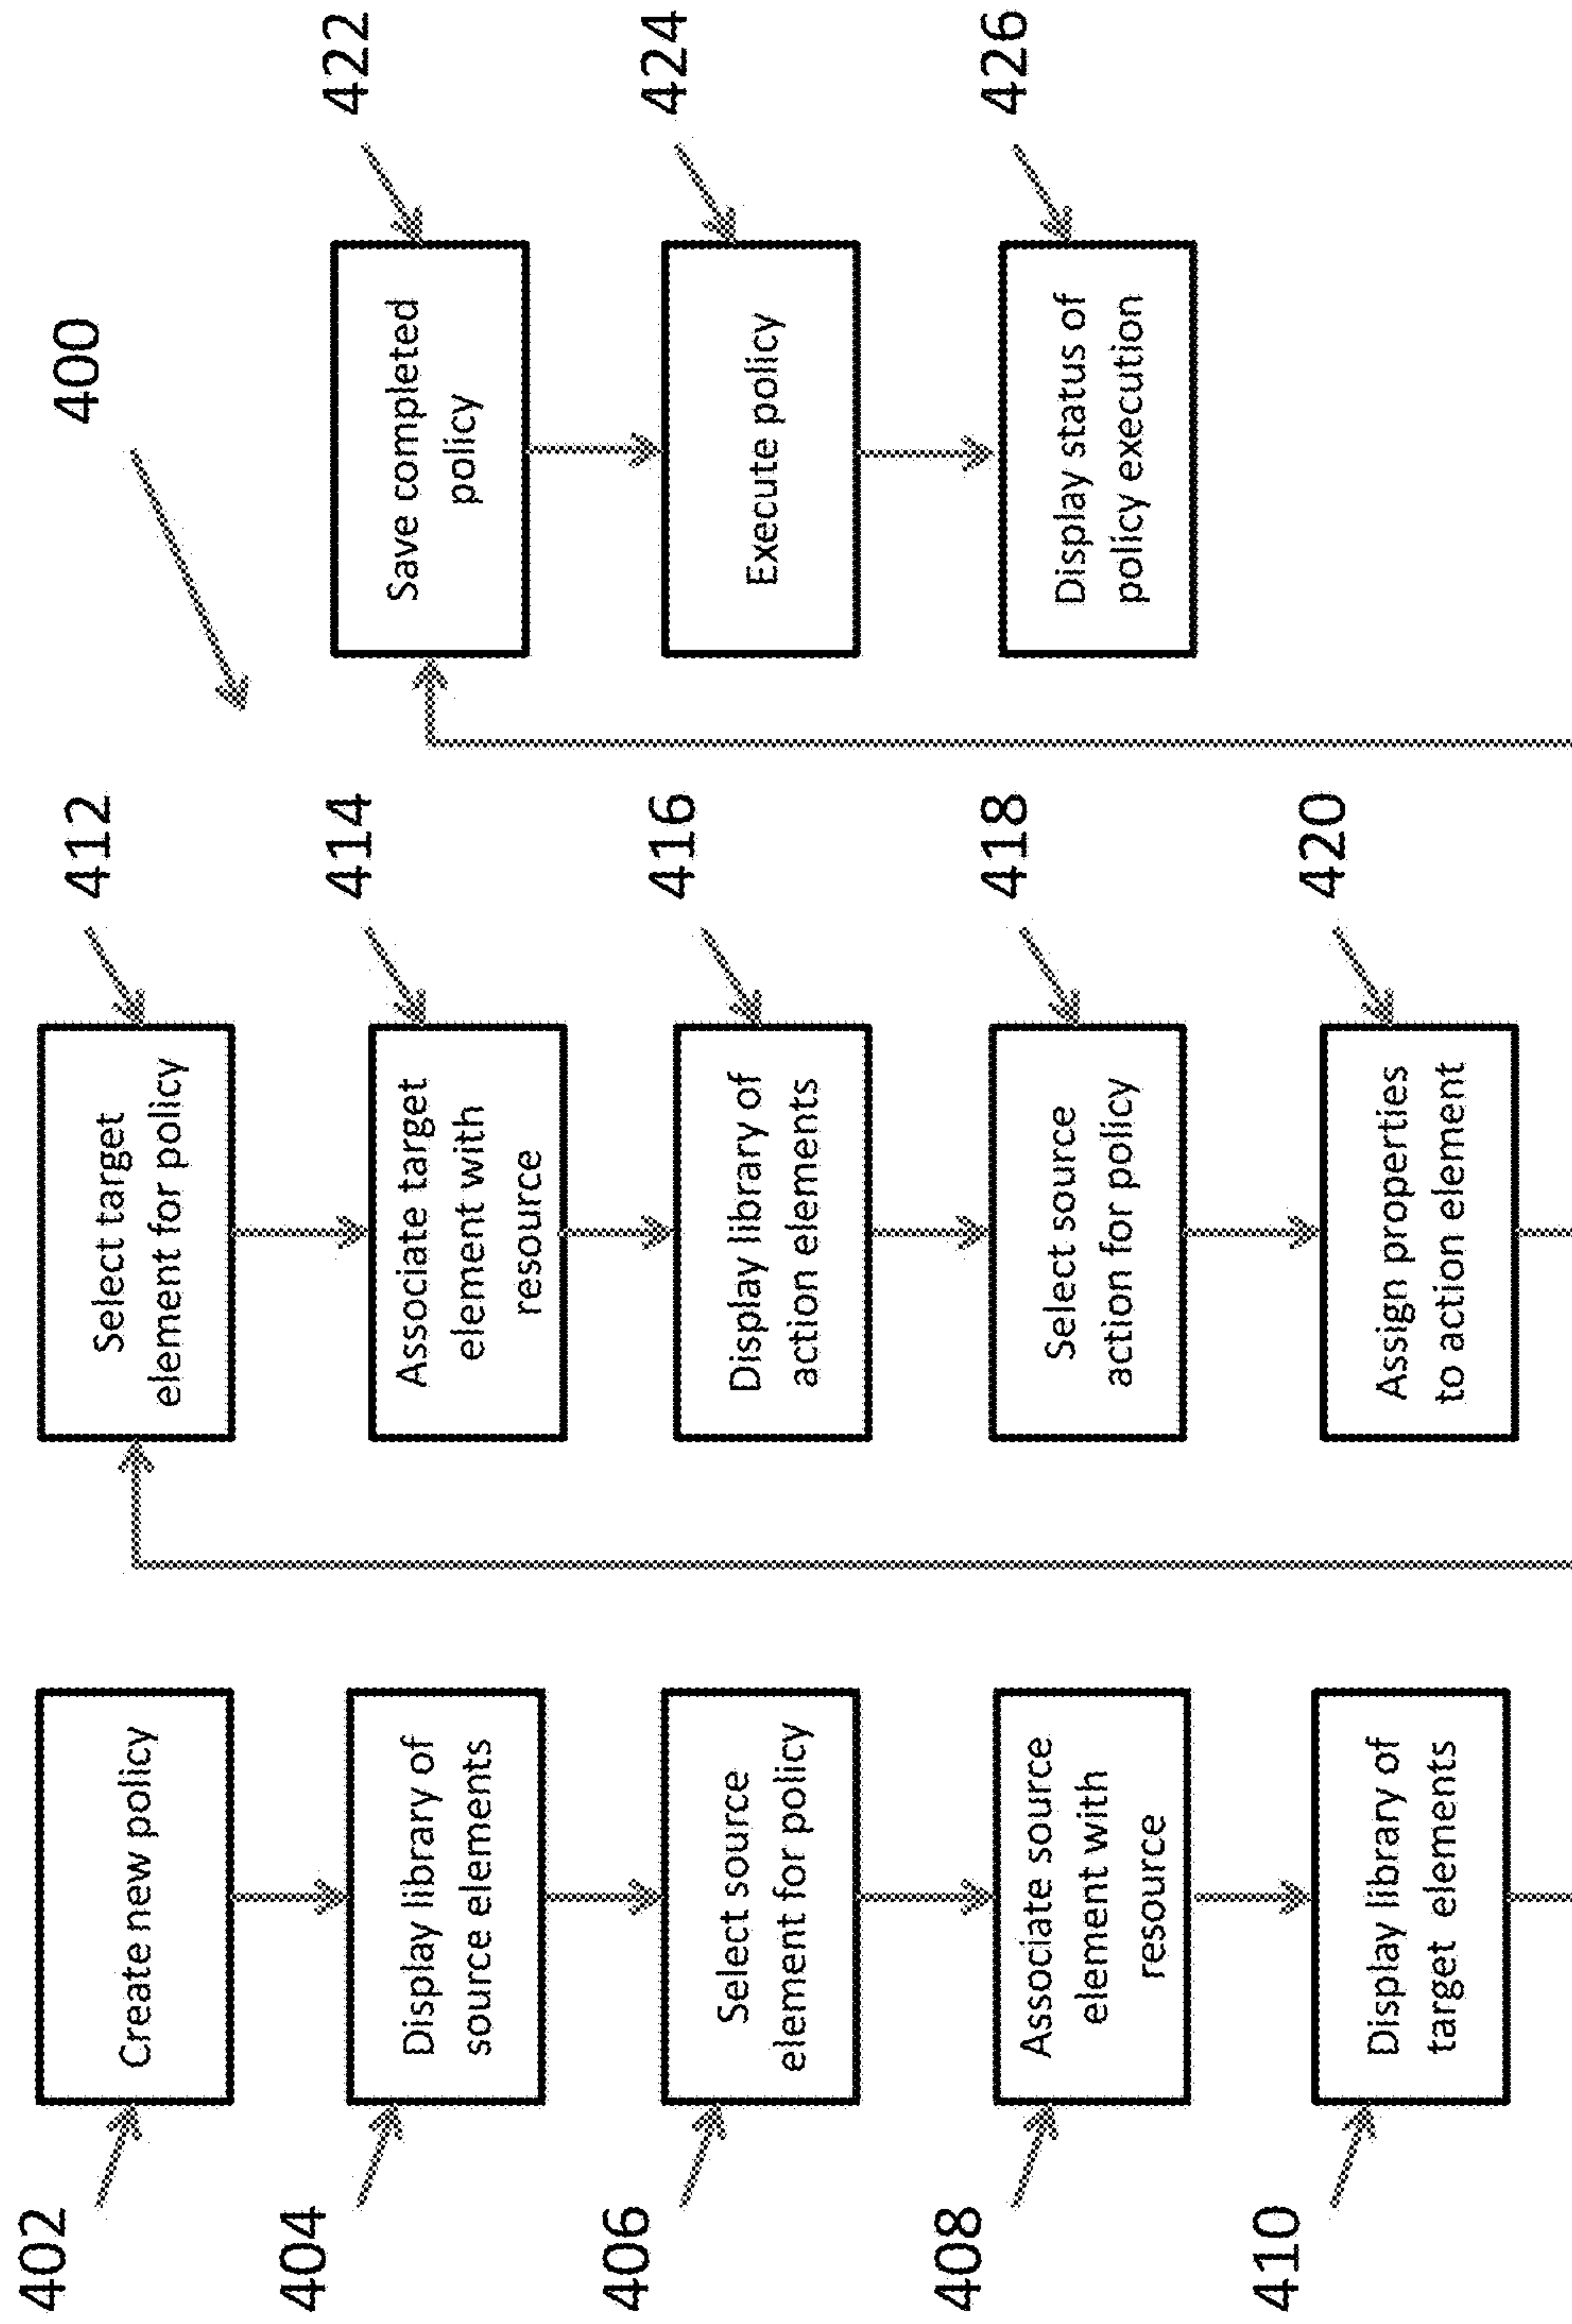 400
402
Create new policy
404
Display library of
source elements
406
Select source
element for policy
408
Associate source
element with
resource
410
Display library of
target elements
412
Select target
element for policy
414
Associate target
element with
resource
416
Display library of
action elements
418
Select source
action for policy
420
Assign properties
to action element
422
Save completed
policy
424
Execute policy
426
Display status of
policy execution